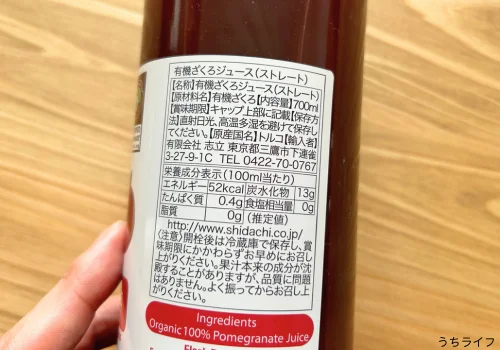 有機ざくろジュース(ストレート)
【名称】有機ざくろジュース(ストレート)
【原材料名】有機ざくろ【内容量】700ml
【賞味期限】キャップ上部に記載【保存方
法】直射日光、高温多湿を避けて保存し
てください。【原産国名】トルコ【輸入者】
有限会社 志立 東京都三鷹市下連雀
3-27-9-1C TEL 0422-70-0767
栄養成分表示(100ml当たり)
エネルギー 52kcal 炭水化物 13g
たんぱく質 0.4g 食塩相当量 0g
脂質 0g (推定値)
http://www.shidachi.co.jp/
〈注意〉開栓後は冷蔵庫で保存し、賞
味期限にかかわらずお早めにお召し
上がりください。果汁本来の成分が沈
殿することがありますが、品質に問題
はありません。よく振ってからお召し上
がりください。
Ingredients
Organic 100% Pomegranate Juice
うちライフ